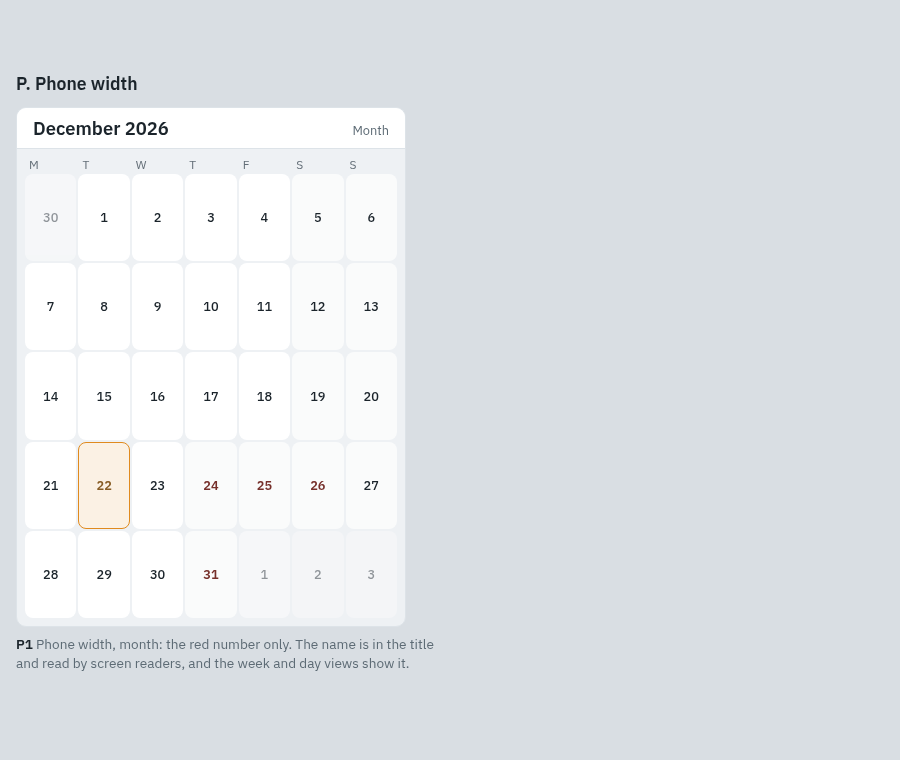 P. Phone width
December 2026 Month
M T W T F S S
30 1 2 3 4 5 6
7 8 9 10 11 12 13
14 15 16 17 18 19 20
21 22 23 24 25 26 27
28 29 30 31 1 2 3
P1 Phone width, month: the red number only. The name is in the title
and read by screen readers, and the week and day views show it.